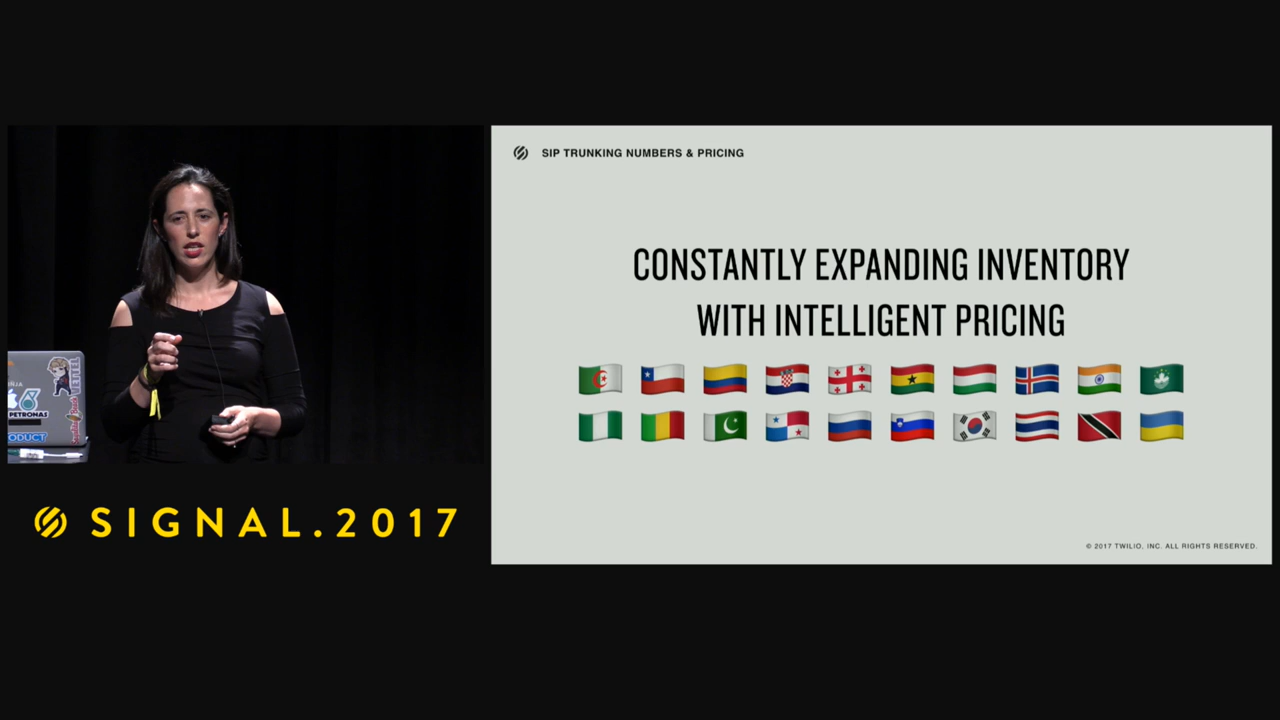 SIP TRUNKING NUMBERS & PRICING
CONSTANTLY EXPANDING INVENTORY
WITH INTELLIGENT PRICING
© 2017 TWILIO, INC. ALL RIGHTS RESERVED.
VETTEL
PETRONAS
SIGNAL.2017